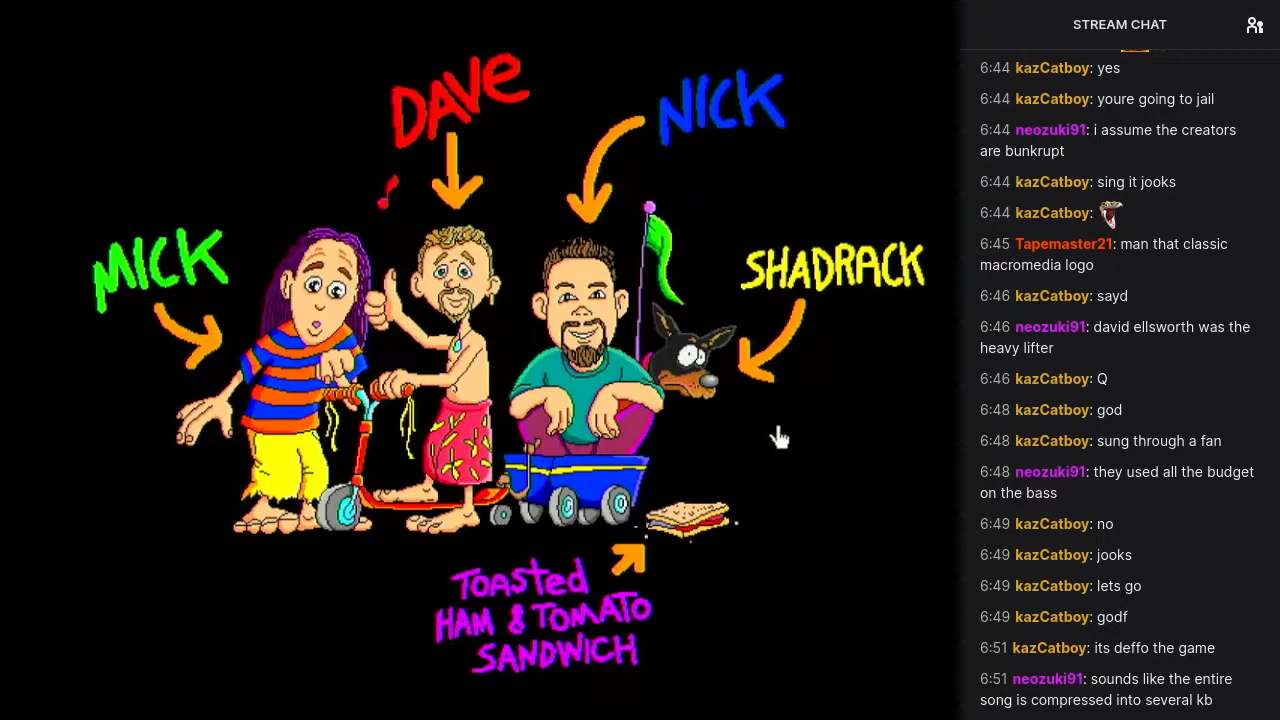 DAVE
NICK
MICK
SHADRACK
TOASTED
HAM & TOMATO
SANDWICH
STREAM CHAT
6:44 kazCatboy: yes
6:44 kazCatboy: youre going to jail
6:44 neozuki91: i assume the creators
are bunkrupt
6:44 kazCatboy: sing it jooks
6:44 kazCatboy:
6:45 Tapemaster21: man that classic
macromedia logo
6:46 kazCatboy: sayd
6:46 neozuki91: david ellsworth was the
heavy lifter
6:46 kazCatboy: Q
6:48 kazCatboy: god
6:48 kazCatboy: sung through a fan
6:48 neozuki91: they used all the budget
on the bass
6:49 kazCatboy: no
6:49 kazCatboy: jooks
6:49 kazCatboy: lets go
6:49 kazCatboy: godf
6:51 kazCatboy: its deffo the game
6:51 neozuki91: sounds like the entire
song is compressed into several kb